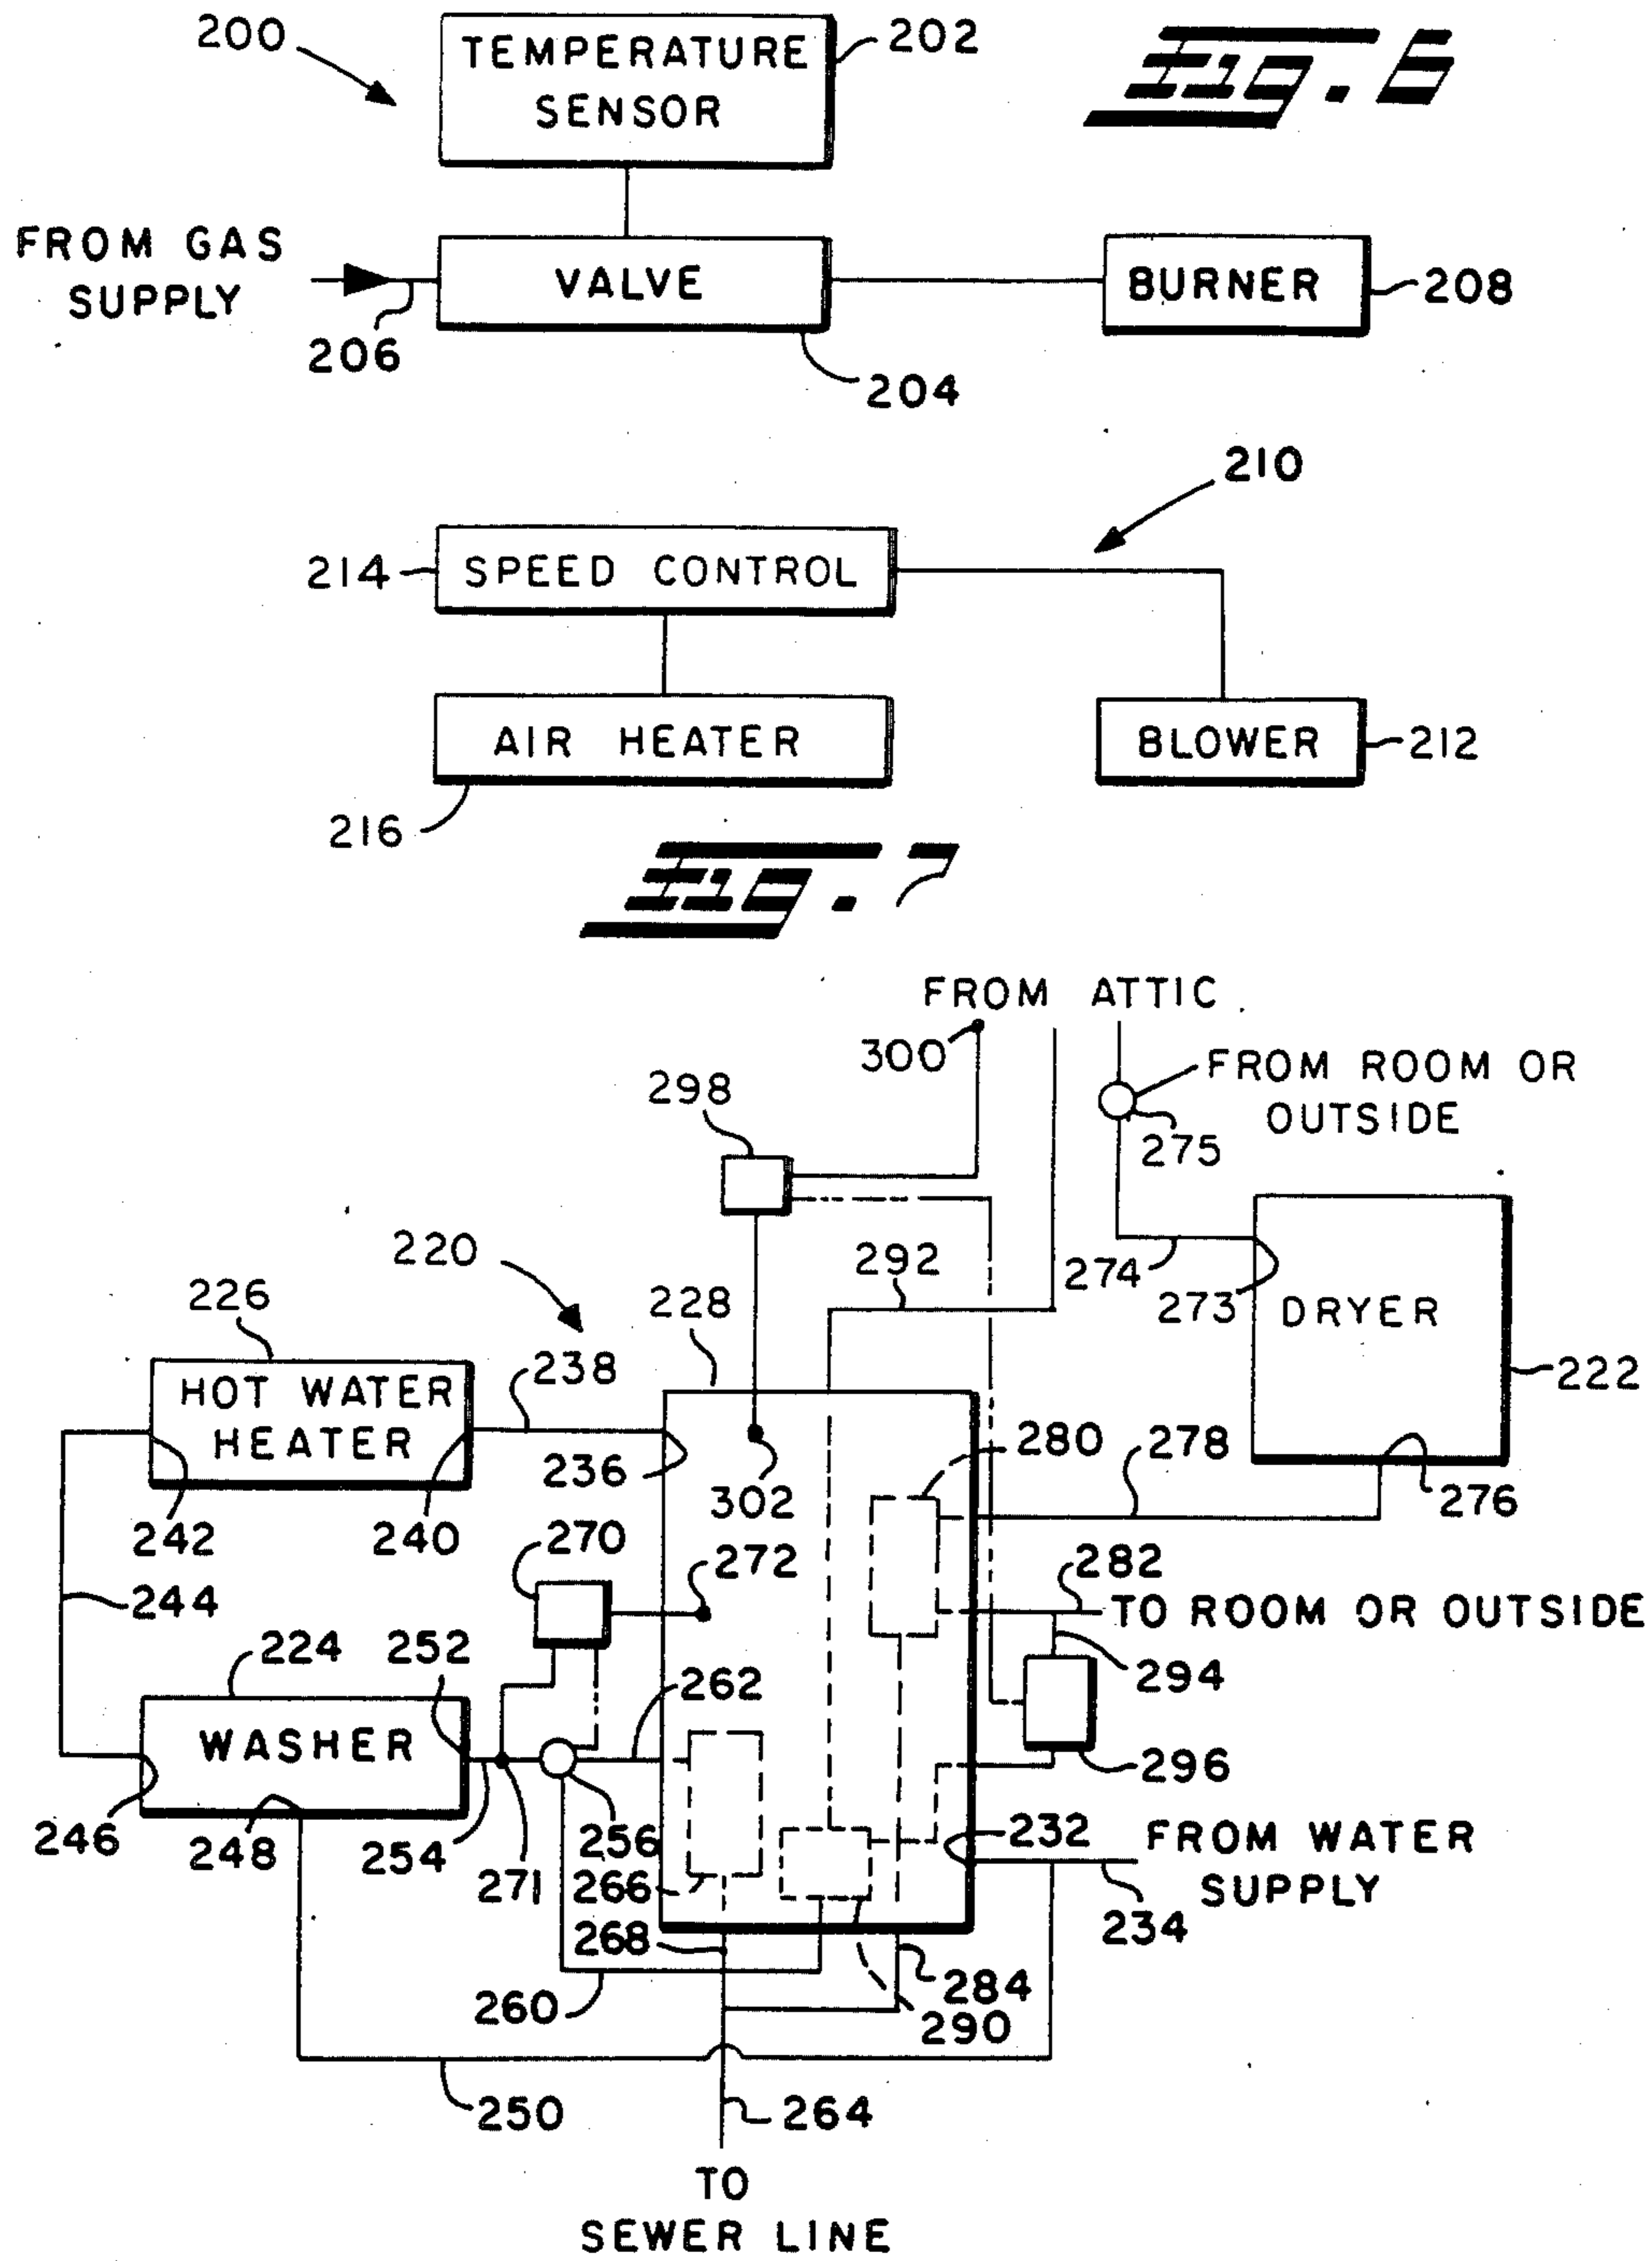 200
TEMPERATURE
SENSOR
202
Fig. 6
FROM GAS
SUPPLY
206
VALVE
204
BURNER
208
210
214
SPEED CONTROL
AIR HEATER
216
BLOWER
212
Fig. 7
FROM ATTIC
300
FROM ROOM OR
OUTSIDE
275
298
220
292
274
273
DRYER
222
226
228
HOT WATER
HEATER
238
236
302
280
278
276
242
240
270
272
282
244
TO ROOM OR OUTSIDE
224
252
262
294
WASHER
296
246
248
254
271
256
266
232
FROM WATER
SUPPLY
234
268
260
284
290
250
264
TO
SEWER LINE